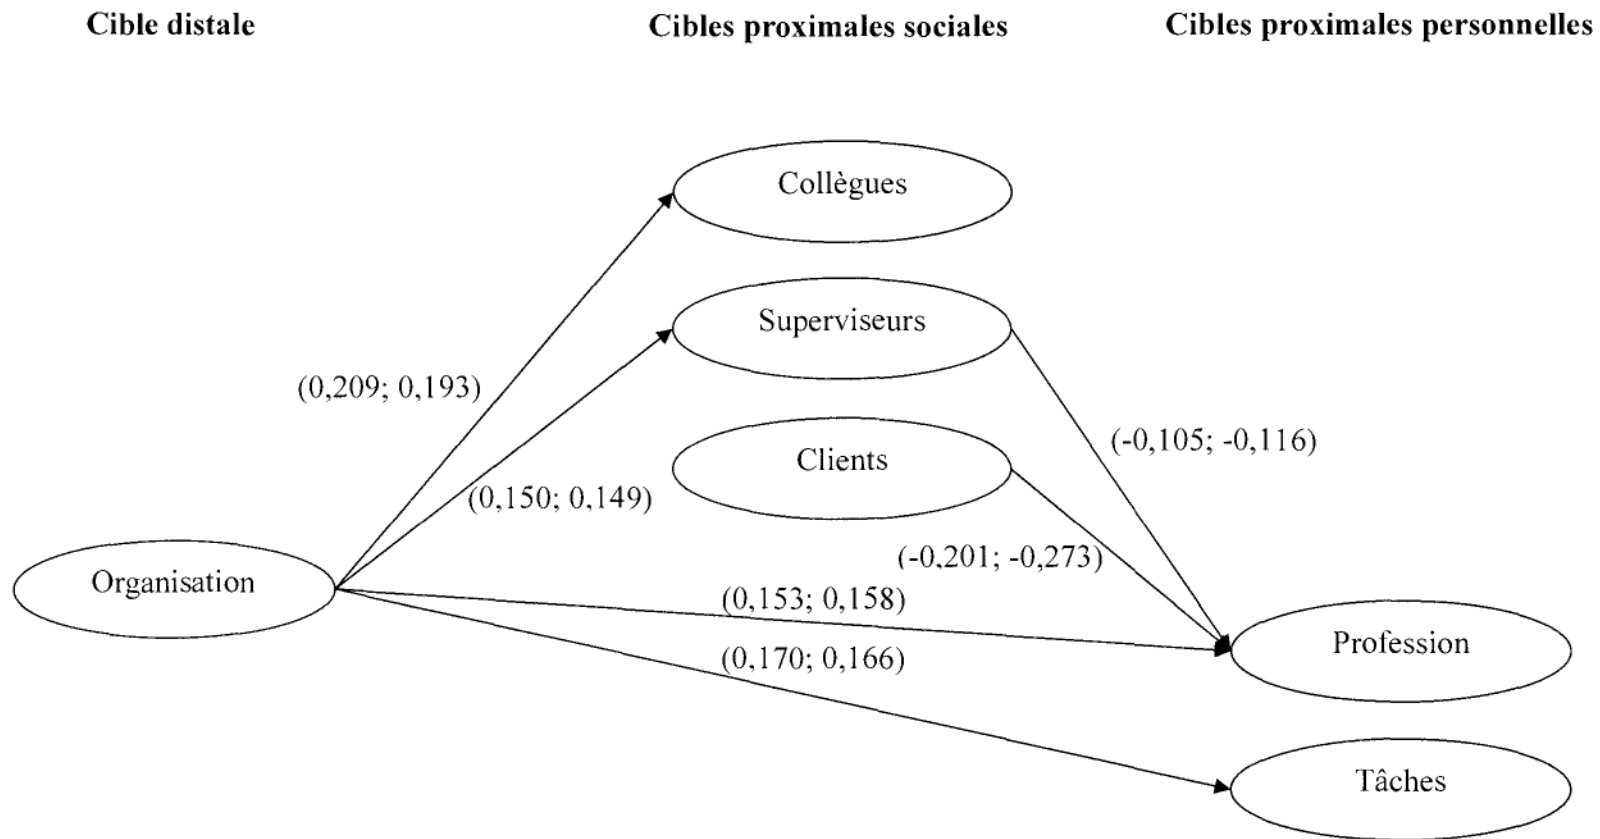 Cible distale
Cibles proximales sociales
Cibles proximales personnelles
Collègues
Superviseurs
(0,209; 0,193)
(-0,105; -0,116)
Clients
(0,150; 0,149)
(-0,201; -0,273)
Organisation
(0,153; 0,158)
Profession
(0,170; 0,166)
Tâches